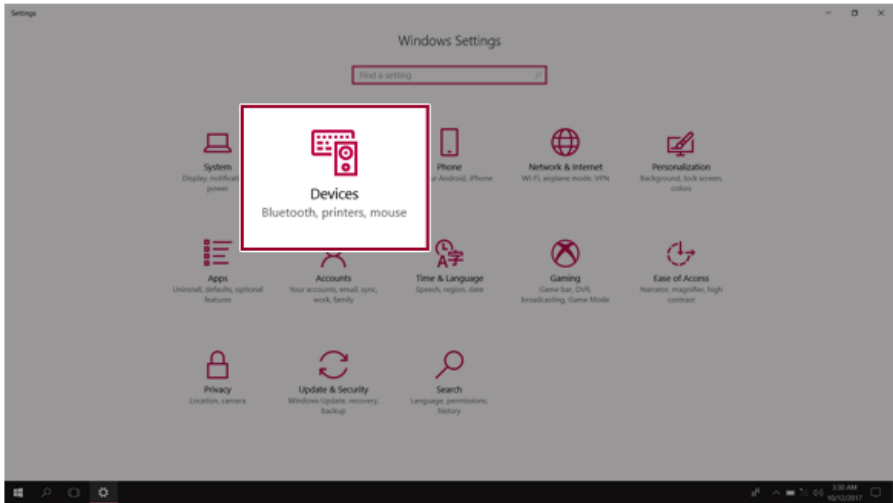 Settings
Windows Settings
Find a setting
System
Display, notificat
power
Devices
Bluetooth, printers, mouse
Phone
r Android, iPhone
Network & Internet
Wi-Fi, airplane mode, VPN
Personalization
Background, lock screen,
colors
Apps
Uninstall, defaults, optional
features
Accounts
Your accounts, email, sync,
work, family
Time & Language
Speech, region, date
Gaming
Game bar, DVR,
broadcasting, Game Mode
Ease of Access
Narrator, magnifier, high
contrast
Privacy
Location, camera
Update & Security
Windows Update, recovery,
backup
Search
Language, permissions,
history
3:30 AM
10/12/2017